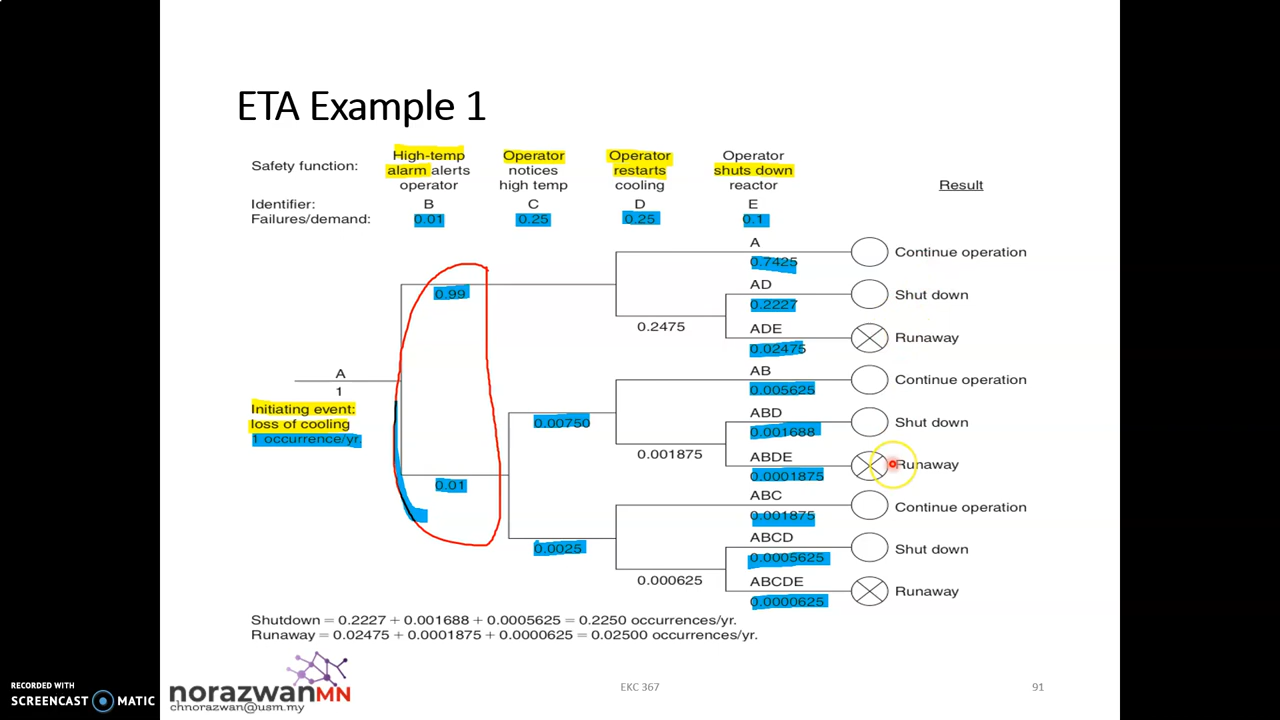 ETA Example 1
Safety function:
High-temp
alarm alerts
operator
Operator
notices
high temp
Operator
restarts
cooling
Operator
shuts down
reactor
Result
Identifier: B C D E
Failures/demand: 0.01 0.25 0.25 0.1
A
0.7425
Continue operation
0.99
AD
0.2227
Shut down
0.2475
ADE
0.02475
Runaway
A
1
Initiating event:
loss of cooling
1 occurrence/yr.
AB
0.005625
Continue operation
0.00750
ABD
0.001688
Shut down
0.001875
ABDE
0.0001875
Runaway
0.01
ABC
0.001875
Continue operation
0.0025
ABCD
0.0005625
Shut down
0.000625
ABCDE
0.0000625
Runaway
Shutdown = 0.2227 + 0.001688 + 0.0005625 = 0.2250 occurrences/yr.
Runaway = 0.02475 + 0.0001875 + 0.0000625 = 0.02500 occurrences/yr.
norazwanMN
chnorazwan@usm.my
EKC 367
91
RECORDED WITH
SCREENCAST MATIC